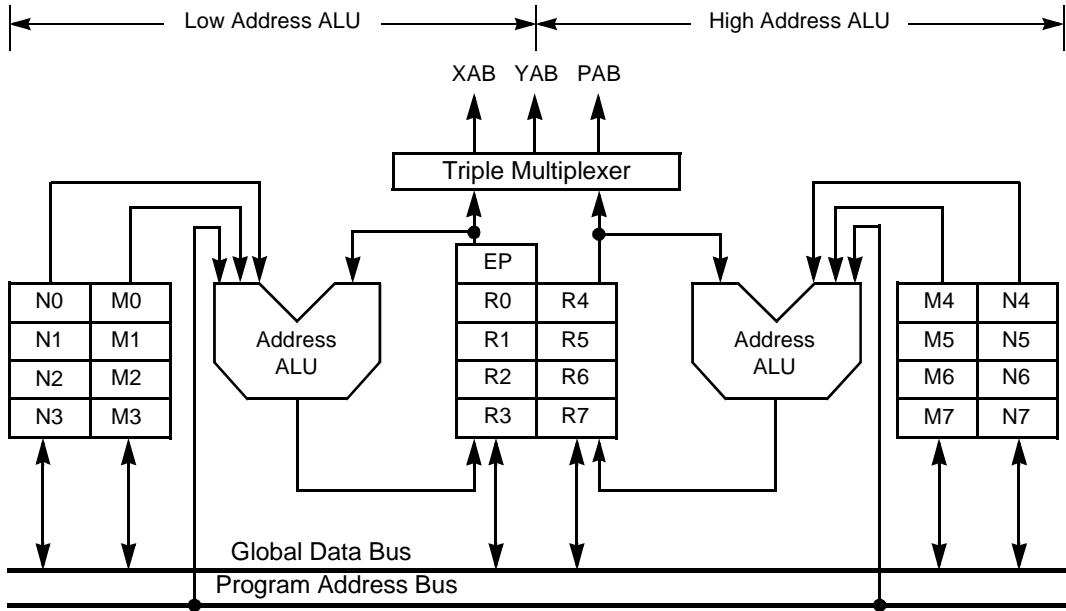 Low Address ALU
High Address ALU
XAB YAB PAB
Triple Multiplexer
EP
N0 M0
R0 R4
M4 N4
N1 M1
Address
ALU
R1 R5
Address
ALU
M5 N5
N2 M2
R2 R6
M6 N6
N3 M3
R3 R7
M7 N7
Global Data Bus
Program Address Bus